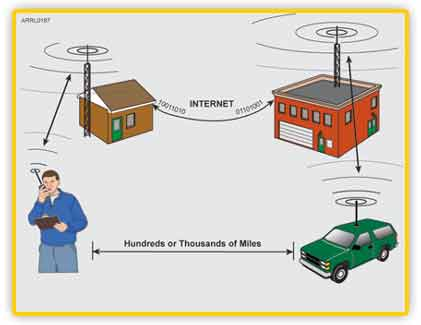 ARRL0187
INTERNET
10011010
01101001
Hundreds or Thousands of Miles